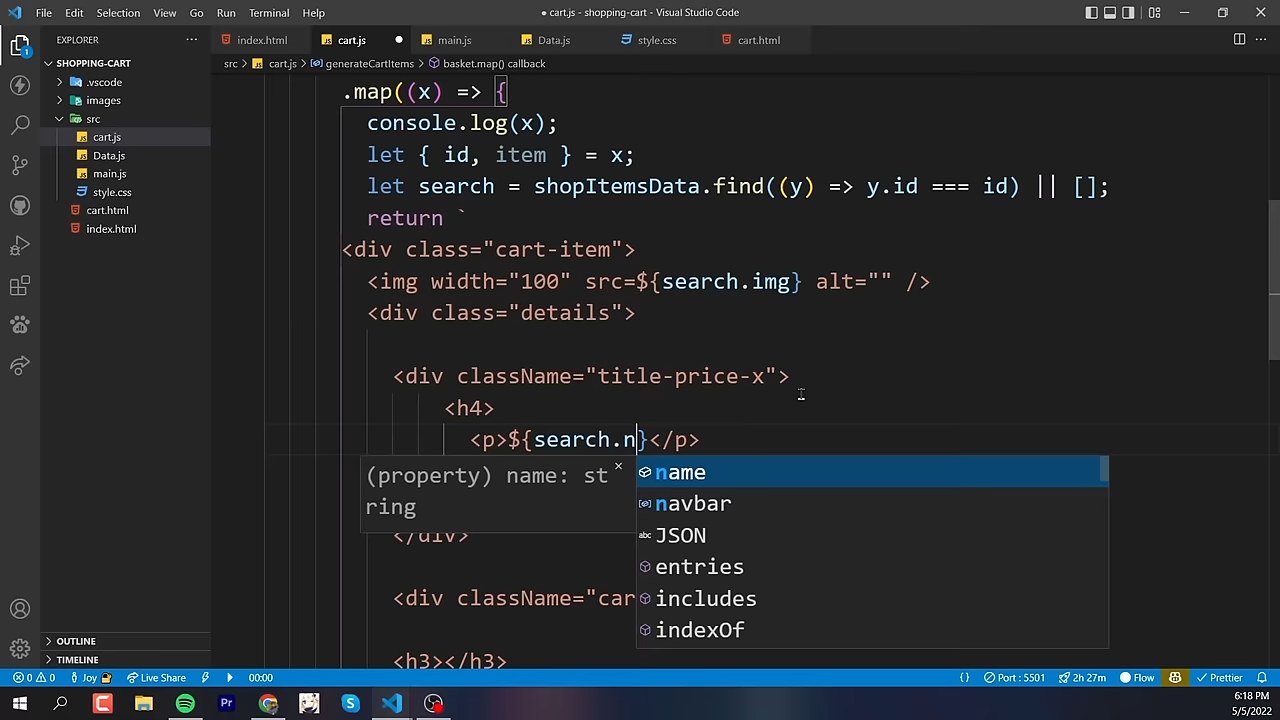 File Edit Selection View Go Run Terminal Help
● cart.js - shopping-cart - Visual Studio Code
EXPLORER
index.html cart.js main.js Data.js style.css cart.html
SHOPPING-CART
src > cart.js > generateCartItems > basket.map() callback
.vscode
images
src
cart.js
Data.js
main.js
style.css
cart.html
index.html
.map((x) => {
console.log(x);
let { id, item } = x;
let search = shopItemsData.find((y) => y.id === id) || [];
return `
<div class="cart-item">
<img width="100" src=${search.img} alt="" />
<div class="details">
<div className="title-price-x">
<h4>
<p>${search.n}</p>
(property) name: st
ring
name
navbar
JSON
entries
includes
indexOf
</div>
<div className="car
<h3></h3>
OUTLINE
TIMELINE
0 0 Joy Live Share 00:00 {} Port : 5501 2h 27m Flow Prettier
6:18 PM
5/5/2022